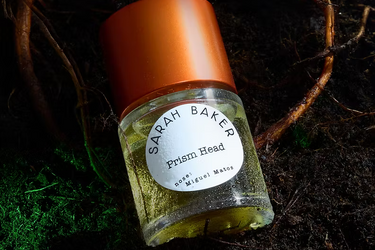 SARAH BAKER
Prism Head
nose:
Miguel Matos